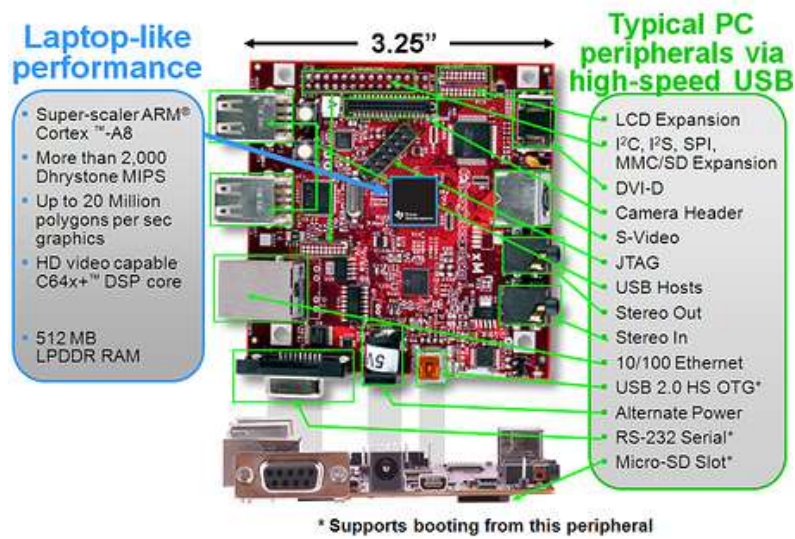 Laptop-like
performance
3.25”
Typical PC
peripherals via
high-speed USB
• Super-scaler ARM®
Cortex ™-A8
• More than 2,000
Dhrystone MIPS
• Up to 20 Million
polygons per sec
graphics
• HD video capable
C64x+™ DSP core
• 512 MB
LPDDR RAM
LCD Expansion
I²C, I²S, SPI,
MMC/SD Expansion
DVI-D
Camera Header
S-Video
JTAG
USB Hosts
Stereo Out
Stereo In
10/100 Ethernet
USB 2.0 HS OTG*
Alternate Power
RS-232 Serial*
Micro-SD Slot*
xM
5V
* Supports booting from this peripheral